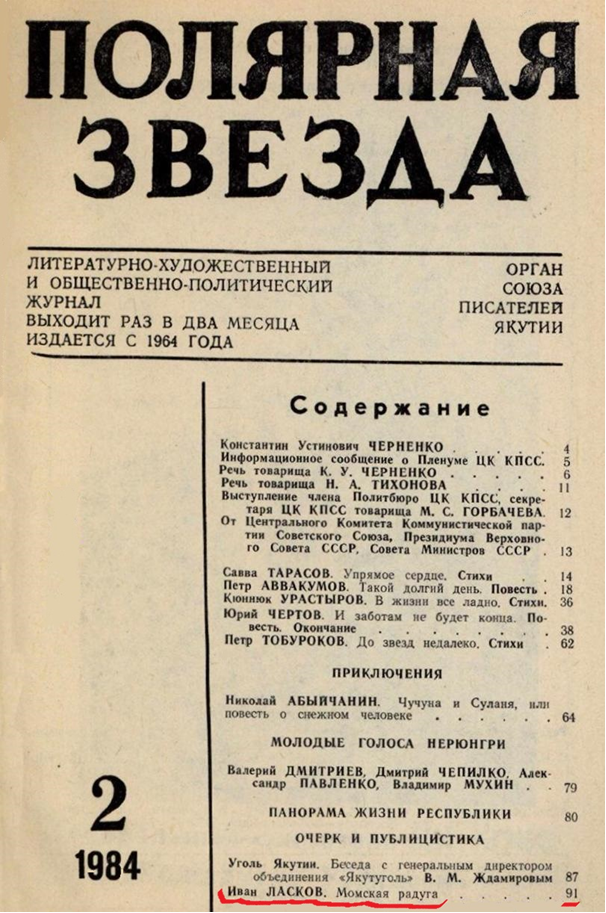 ПОЛЯРНАЯ
ЗВЕЗДА
ЛИТЕРАТУРНО-ХУДОЖЕСТВЕННЫЙ
И ОБЩЕСТВЕННО-ПОЛИТИЧЕСКИЙ
ЖУРНАЛ
ВЫХОДИТ РАЗ В ДВА МЕСЯЦА
ИЗДАЕТСЯ С 1964 ГОДА
ОРГАН
СОЮЗА
ПИСАТЕЛЕЙ
ЯКУТИИ
Содержание
Константин Устинович ЧЕРНЕНКО . . . . . 4
Информационное сообщение о Пленуме ЦК КПСС. 5
Речь товарища К. У. ЧЕРНЕНКО . . . . . 6
Речь товарища Н. А. ТИХОНОВА . . . . . 11
Выступление члена Политбюро ЦК КПСС, секре-
таря ЦК КПСС товарища М. С. ГОРБАЧЕВА. 12
От Центрального Комитета Коммунистической пар-
тии Советского Союза, Президиума Верховно-
го Совета СССР, Совета Министров СССР . 13
Савва ТАРАСОВ. Упрямое сердце. Стихи . . 14
Петр АВВАКУМОВ. Такой долгий день. Повесть . 18
Кюннюк УРАСТЫРОВ. В жизни все ладно. Стихи. 36
Юрий ЧЕРТОВ. И заботам не будет конца. По-
весть. Окончание . . . . . . . . 38
Петр ТОБУРОКОВ. До звезд недалеко. Стихи . 62
ПРИКЛЮЧЕНИЯ
Николай АБЫЙЧАНИН. Чучуна и Суланя, или
повесть о снежном человеке . . . . . . 64
МОЛОДЫЕ ГОЛОСА НЕРЮНГРИ
Валерий ДМИТРИЕВ, Дмитрий ЧЕПИЛКО, Алек-
сандр ПАВЛЕНКО, Владимир МУХИН . . 79
ПАНОРАМА ЖИЗНИ РЕСПУБЛИКИ 80
ОЧЕРК И ПУБЛИЦИСТИКА
Уголь Якутии. Беседа с генеральным директором
объединения «Якутуголь» В. М. Ждамировым 87
Иван ЛАСКОВ. Момская радуга . . . . . 91
2
1984